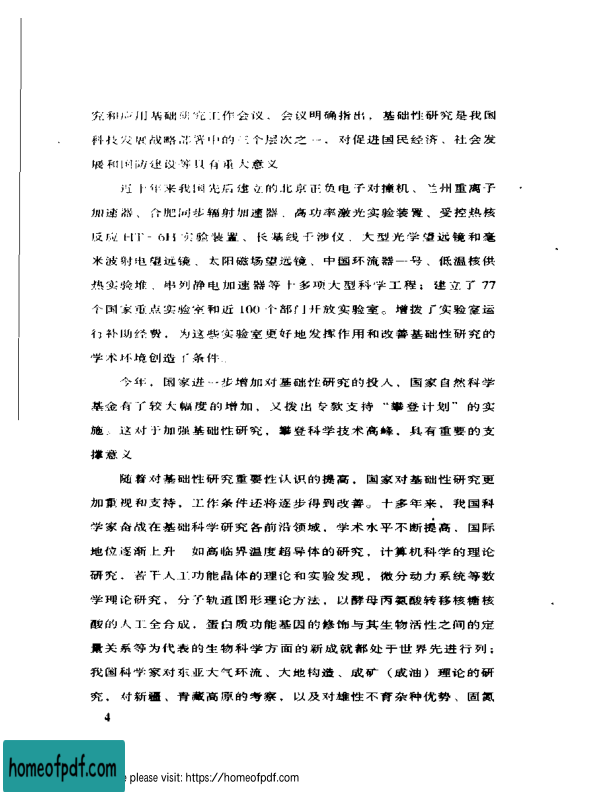 究和应用基础研究工作会议。会议明确指出，基础性研究是我国
科技发展战略部署中的三个层次之一，对促进国民经济、社会发
展和国防建设等具有重大意义
近十年来我国先后建立的北京正负电子对撞机、兰州重离子
加速器、合肥同步辐射加速器、高功率激光实验装置、受控热核
反应HT-6B实验装置、长基线干涉仪、大型光学望远镜和毫
米波射电望远镜、太阳磁场望远镜、中国环流器一号、低温核供
热实验堆、串列静电加速器等十多项大型科学工程；建立了77
个国家重点实验室和近100个部门开放实验室。增拨了实验室运
行补助经费，为这些实验室更好地发挥作用和改善基础性研究的
学术环境创造了条件。
今年，国家进一步增加对基础性研究的投入，国家自然科学
基金有了较大幅度的增加，又拨出专款支持“攀登计划”的实
施。这对于加强基础性研究，攀登科学技术高峰，具有重要的支
撑意义
随着对基础性研究重要性认识的提高，国家对基础性研究更
加重视和支持，工作条件还将逐步得到改善。十多年来，我国科
学家奋战在基础科学研究各前沿领域，学术水平不断提高、国际
地位逐渐上升 如高临界温度超导体的研究，计算机科学的理论
研究，若干人工功能晶体的理论和实验发现，微分动力系统等数
学理论研究，分子轨道图形理论方法，以酵母丙氨酸转移核糖核
酸的人工全合成，蛋白质功能基因的修饰与其生物活性之间的定
量关系等为代表的生物科学方面的新成就都处于世界先进行列；
我国科学家对东亚大气环流、大地构造、成矿（成油）理论的研
究，对新疆、青藏高原的考察，以及对雄性不育杂种优势、固氮
4
homeofpdf.com
please visit: https://homeofpdf.com